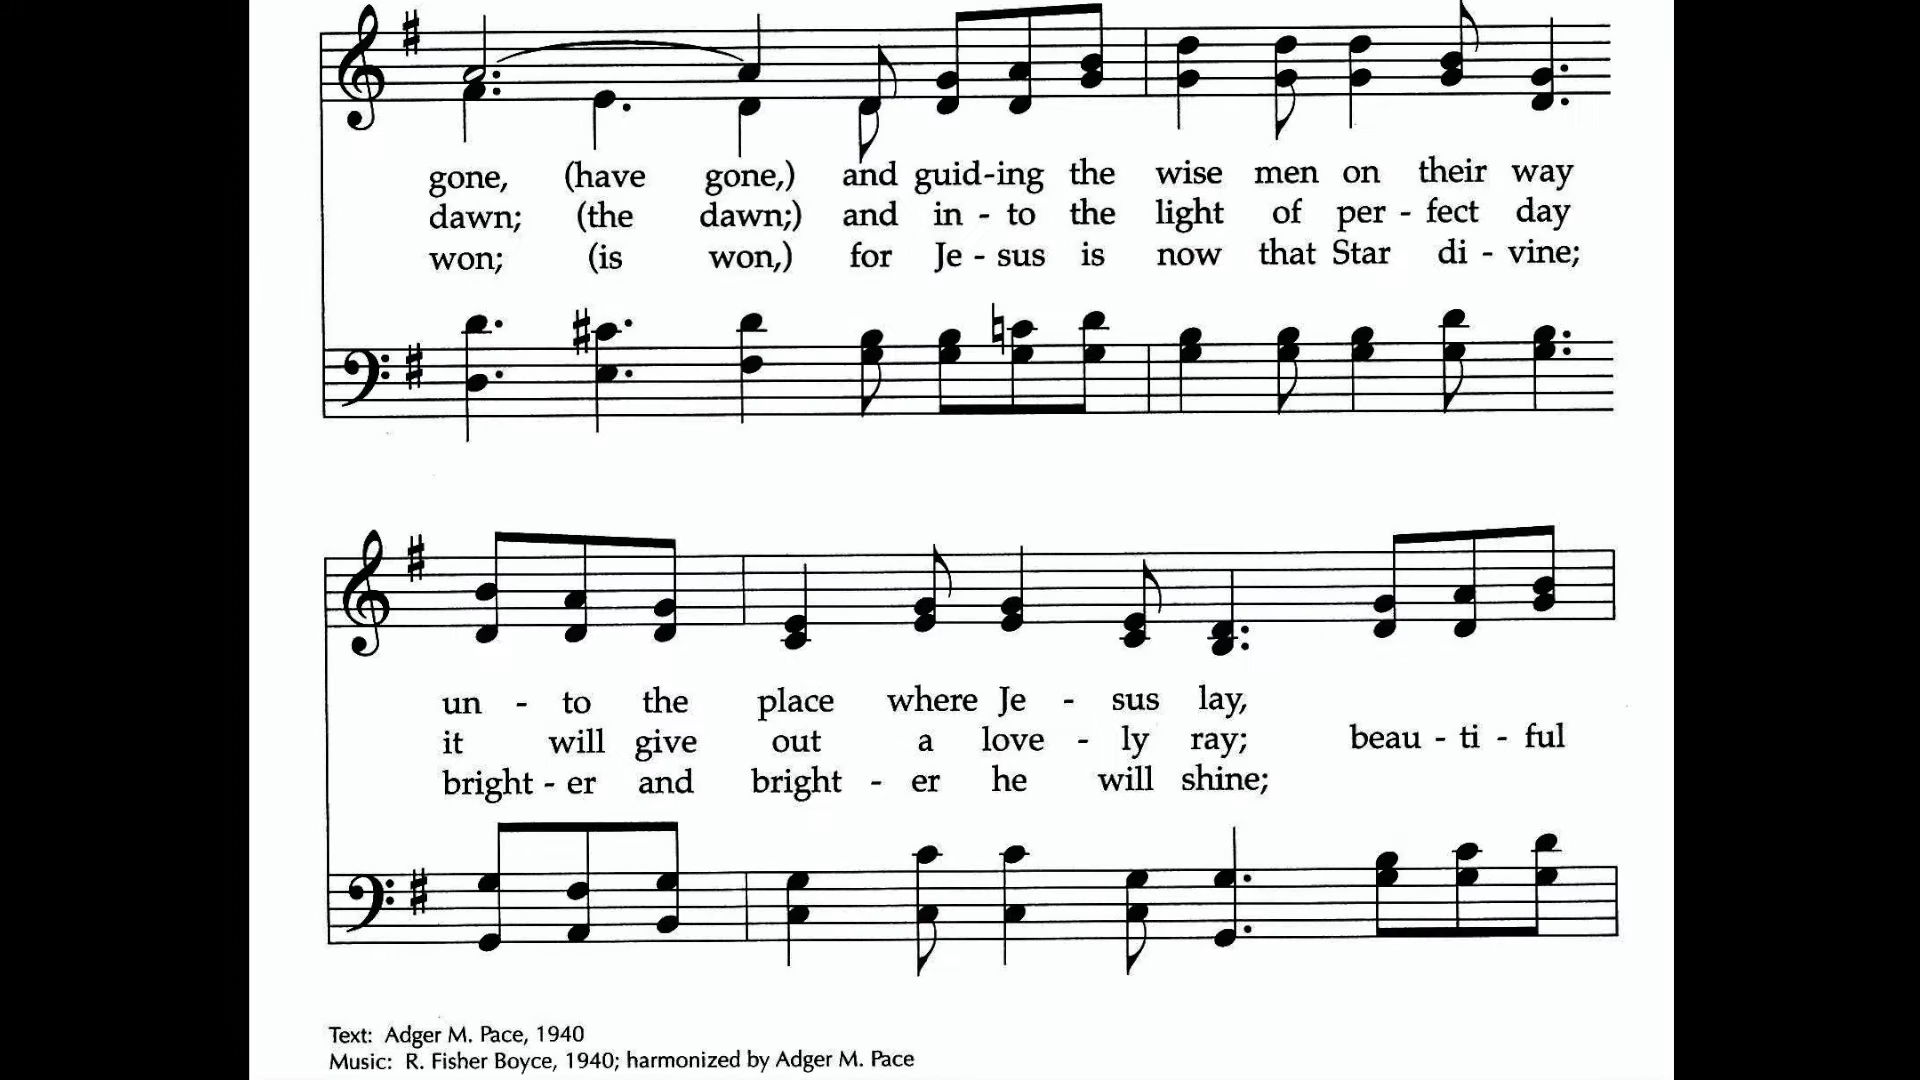 gone, (have gone,) and guid-ing the wise men on their way
dawn; (the dawn;) and in - to the light of per - fect day
won; (is won,) for Je - sus is now that Star di - vine;
un - to the place where Je - sus lay,
it will give out a love - ly ray; beau - ti - ful
bright - er and bright - er he will shine;
Text: Adger M. Pace, 1940
Music: R. Fisher Boyce, 1940; harmonized by Adger M. Pace